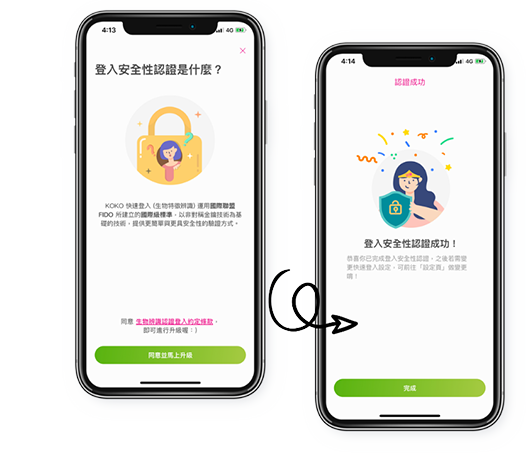 4:13
4G
登入安全性認證是什麼？
KOKO 快速登入 (生物特徵辨識) 運用國際聯盟
FIDO 所建立的國際級標準，以非對稱金鑰技術為基
礎的技術，提供更簡單與更具安全性的驗證方式。
同意 生物辨識認證登入約定條款，
即可進行升級喔：)
同意並馬上升級
4:14
4G
認證成功
登入安全性認證成功！
恭喜你已完成登入安全性認證，之後若需變
更快速登入設定，可前往「設定頁」做變更
唷！
完成